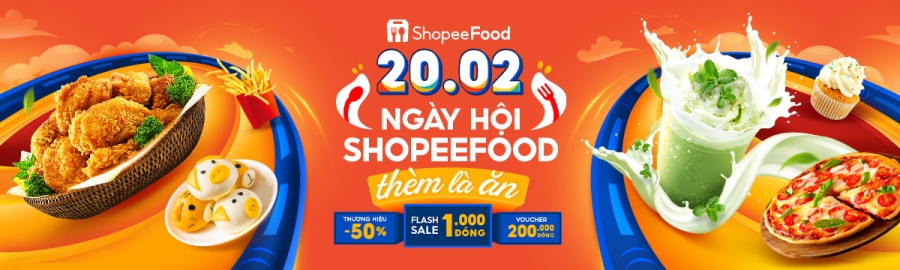 ShopeeFood
20.02
NGÀY HỘI
SHOPEEFOOD
thèm là ăn
THƯƠNG HIỆU
-50%
FLASH SALE
1.000 ĐỒNG
VOUCHER
200.000 ĐỒNG